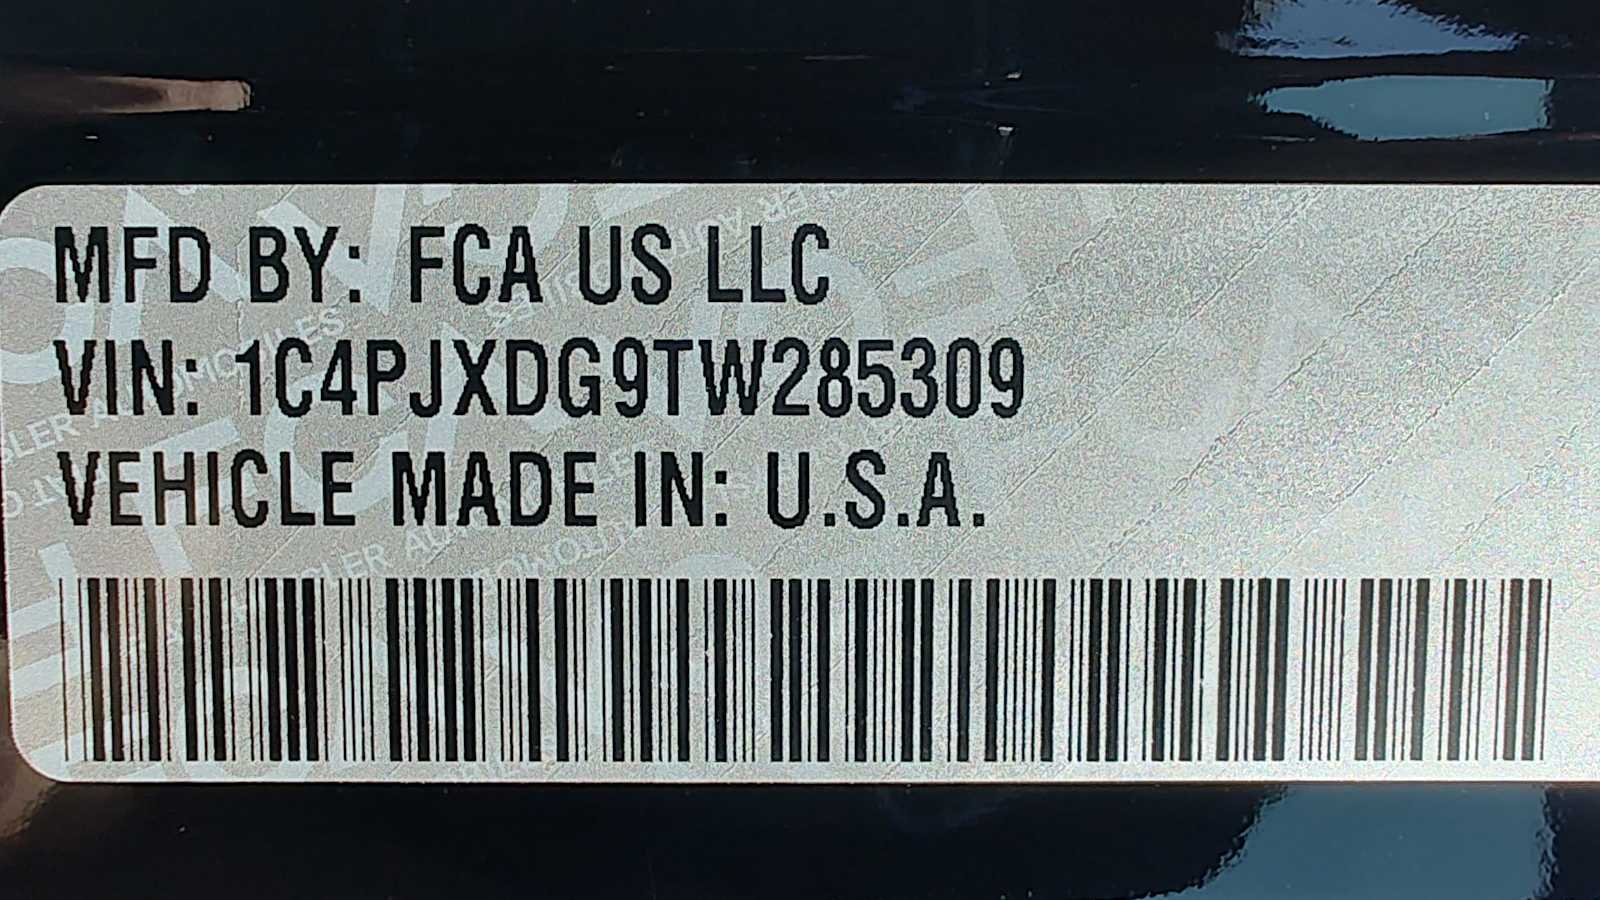 MFD BY: FCA US LLC
VIN: 1C4PJXDG9TW285309
VEHICLE MADE IN: U.S.A.